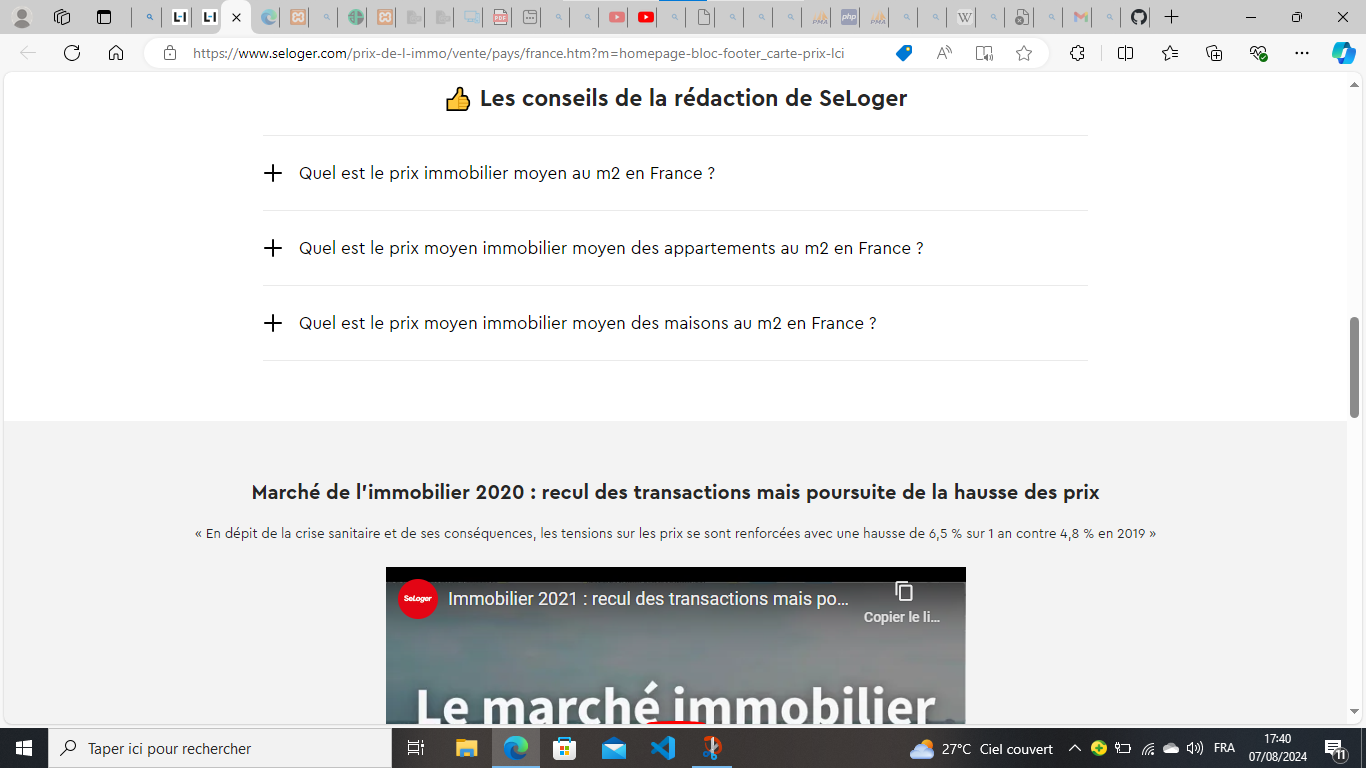 https://www.seloger.com/prix-de-l-immo/vente/pays/france.htm?m=homepage-bloc-footer_carte-prix-lci
👍 Les conseils de la rédaction de SeLoger
Quel est le prix immobilier moyen au m2 en France ?
Quel est le prix moyen immobilier moyen des appartements au m2 en France ?
Quel est le prix moyen immobilier moyen des maisons au m2 en France ?
Marché de l'immobilier 2020 : recul des transactions mais poursuite de la hausse des prix
« En dépit de la crise sanitaire et de ses conséquences, les tensions sur les prix se sont renforcées avec une hausse de 6,5 % sur 1 an contre 4,8 % en 2019 »
SeLoger
Immobilier 2021 : recul des transactions mais po...
Copier le li...
Le marché immobilier
Taper ici pour rechercher
27°C Ciel couvert
FRA
17:40
07/08/2024
11